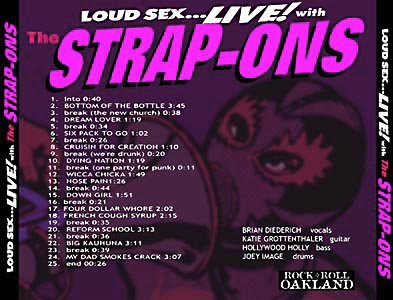 LOUD SEX...LIVE! with
The STRAP-ONS
1. Into 0:40
2. BOTTOM OF THE BOTTLE 3:45
3. break (the new church) 0:38
4. DREAM LOVER 1:19
5. break 0:34
6. SIX PACK TO GO 1:02
7. break 0:26
8. CRUISIN FOR CREATION 1:10
9. break (we're drunk) 0:20
10. DYING NATION 1:19
11. break (one party for punk) 0:11
12. WICCA CHICKA 1:49
13. NOSE PAIN1:26
14. break 0:44
15. DOWN GIRL 1:51
16. break 0:21
17. FOUR DOLLAR WHORE 2:02
18. FRENCH COUGH SYRUP 2:15
19. break 0:35
20. REFORM SCHOOL 3:13
21. break 0:36
22. BIG KAUHUNA 3:11
23. break 0:39
24. MY DAD SMOKES CRACK 3:07
25. end 00:26
BRIAN DIEDERICH vocals
KATIE GROTTENTHALER guitar
HOLLYWOOD HOLLY bass
JOEY IMAGE drums
ROCK N ROLL
OAKLAND
LOUD SEX...LIVE! with The STRAP-ONS
LOUD SEX...LIVE! with The STRAP-ONS